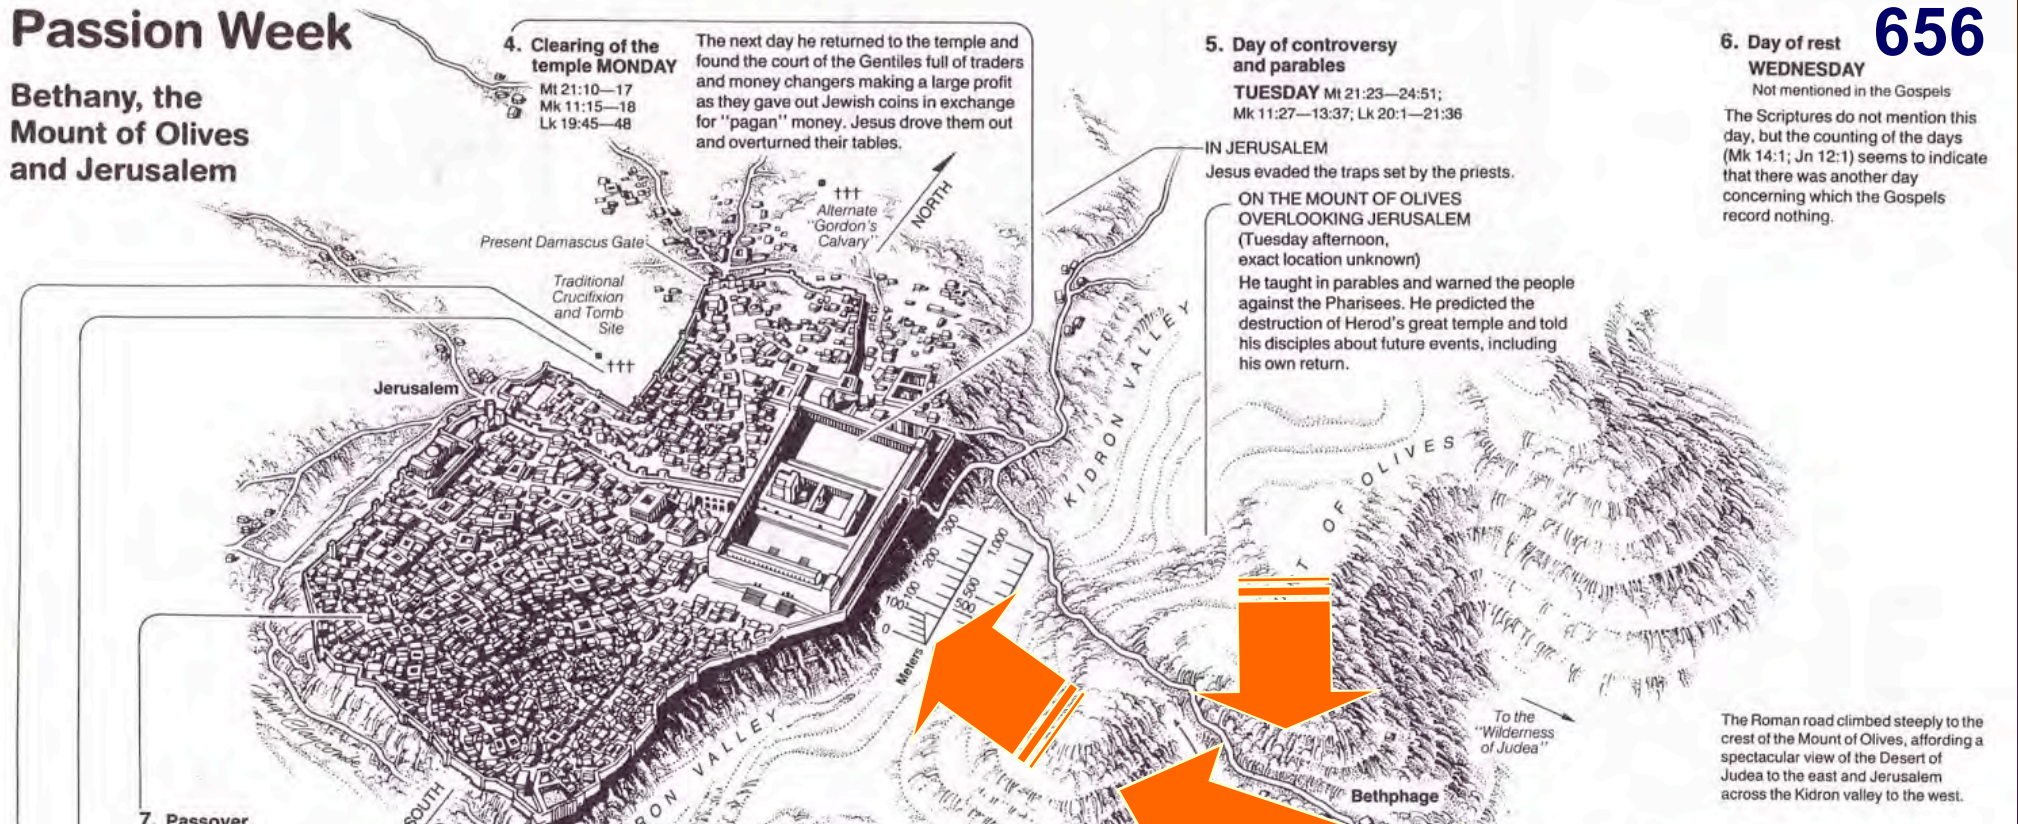 Passion Week
Bethany, the
Mount of Olives
and Jerusalem
4. Clearing of the
temple MONDAY
Mt 21:10—17
Mk 11:15—18
Lk 19:45—48
The next day he returned to the temple and
found the court of the Gentiles full of traders
and money changers making a large profit
as they gave out Jewish coins in exchange
for "pagan" money. Jesus drove them out
and overturned their tables.
5. Day of controversy
and parables
TUESDAY Mt 21:23—24:51;
Mk 11:27—13:37; Lk 20:1—21:36
IN JERUSALEM
Jesus evaded the traps set by the priests.
ON THE MOUNT OF OLIVES
OVERLOOKING JERUSALEM
(Tuesday afternoon,
exact location unknown)
He taught in parables and warned the people
against the Pharisees. He predicted the
destruction of Herod's great temple and told
his disciples about future events, including
his own return.
656
6. Day of rest
WEDNESDAY
Not mentioned in the Gospels
The Scriptures do not mention this
day, but the counting of the days
(Mk 14:1; Jn 12:1) seems to indicate
that there was another day
concerning which the Gospels
record nothing.
NORTH
Alternate
"Gordon's
Calvary"
Present Damascus Gate
Traditional
Crucifixion
and Tomb
Site
Jerusalem
KIDRON VALLEY
T OF OLIVES
300
200
100
100
0
1,000
500
500
Meters
To the
"Wilderness
of Judea"
The Roman road climbed steeply to the
crest of the Mount of Olives, affording a
spectacular view of the Desert of
Judea to the east and Jerusalem
across the Kidron valley to the west.
Bethphage
RON VALLEY
SOUTH
7. Passover